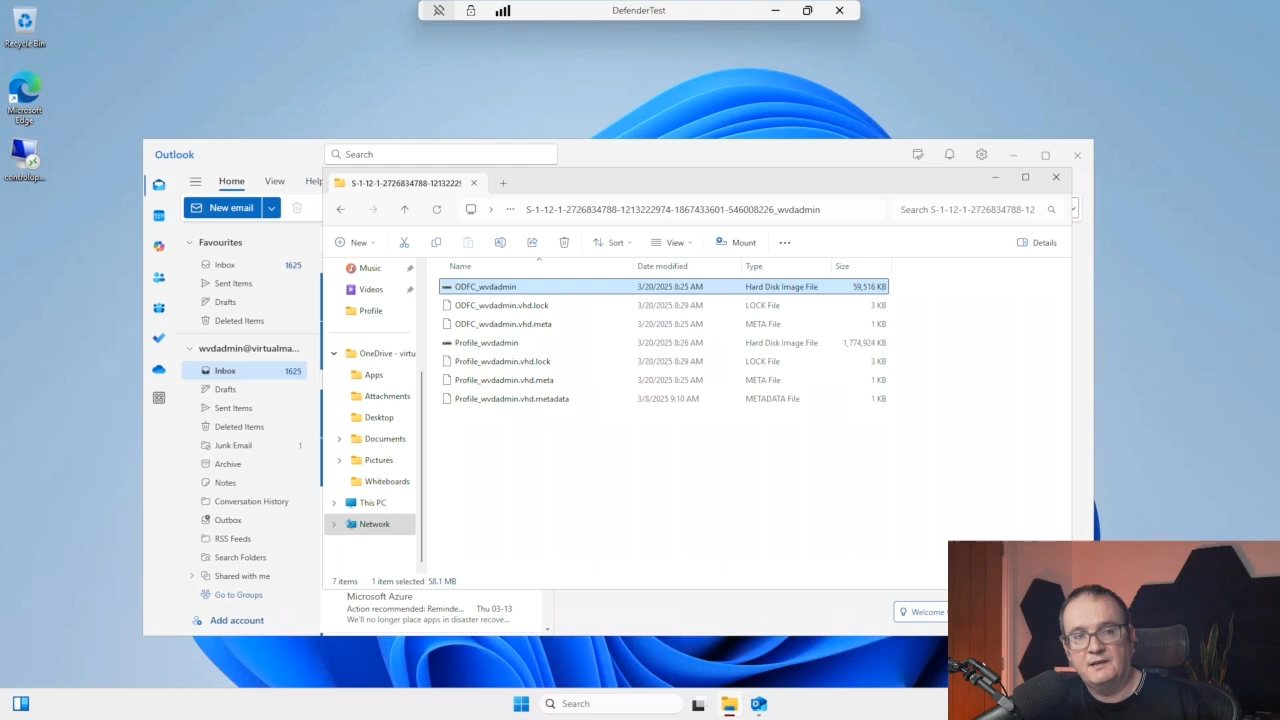 DefenderTest
Recycle Bin
Microsoft
Edge
controlup...
Outlook
Search
Home
View
Help
New email
Favourites
Inbox
1625
Sent Items
Drafts
Deleted Items
wvdadmin@virtualma...
Inbox
1625
Drafts
Sent Items
Deleted Items
Junk Email
1
Archive
Notes
Conversation History
Outbox
RSS Feeds
Search Folders
Shared with me
Go to Groups
Add account
S-1-12-1-2726834788-1213222
S-1-12-1-2726834788-1213222974-1867433601-546008226_wvdadmin
Search S-1-12-1-2726834788-12
New
Sort
View
Mount
Details
Music
Videos
Profile
OneDrive - virtu
Apps
Attachments
Desktop
Documents
Pictures
Whiteboards
This PC
Network
Name Date modified Type Size
ODFC_wvdadmin 3/20/2025 8:25 AM Hard Disk Image File 59,516 KB
ODFC_wvdadmin.vhd.lock 3/20/2025 8:29 AM LOCK File 3 KB
ODFC_wvdadmin.vhd.meta 3/20/2025 8:25 AM META File 1 KB
Profile_wvdadmin 3/20/2025 8:26 AM Hard Disk Image File 1,774,924 KB
Profile_wvdadmin.vhd.lock 3/20/2025 8:29 AM LOCK File 3 KB
Profile_wvdadmin.vhd.meta 3/20/2025 8:25 AM META File 1 KB
Profile_wvdadmin.vhd.metadata 3/8/2025 9:10 AM METADATA File 1 KB
7 items 1 item selected 58.1 MB
Microsoft Azure
Action recommended: Reminde... Thu 03-13
We'll no longer place apps in disaster recove...
Welcome
Search